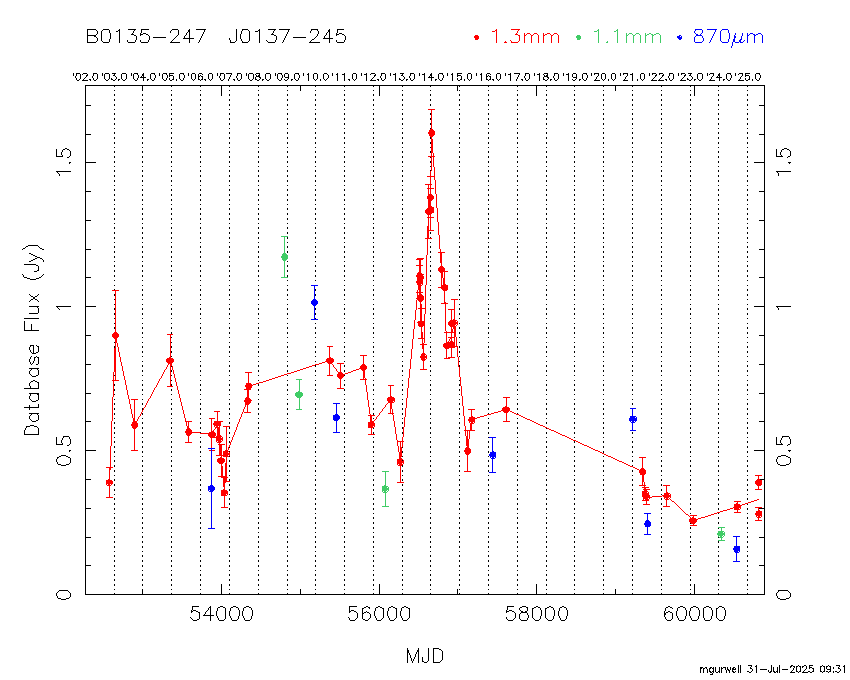 B0135-247 J0137-245 1.3mm 1.1mm 870μm
'02.0 '03.0 '04.0 '05.0 '06.0 '07.0 '08.0 '09.0 '10.0 '11.0 '12.0 '13.0 '14.0 '15.0 '16.0 '17.0 '18.0 '19.0 '20.0 '21.0 '22.0 '23.0 '24.0 '25.0
1.5 1.5
1 1
Database Flux (Jy)
0.5 0.5
0 0
54000 56000 58000 60000
MJD
mgurwell 31-Jul-2025 09:31